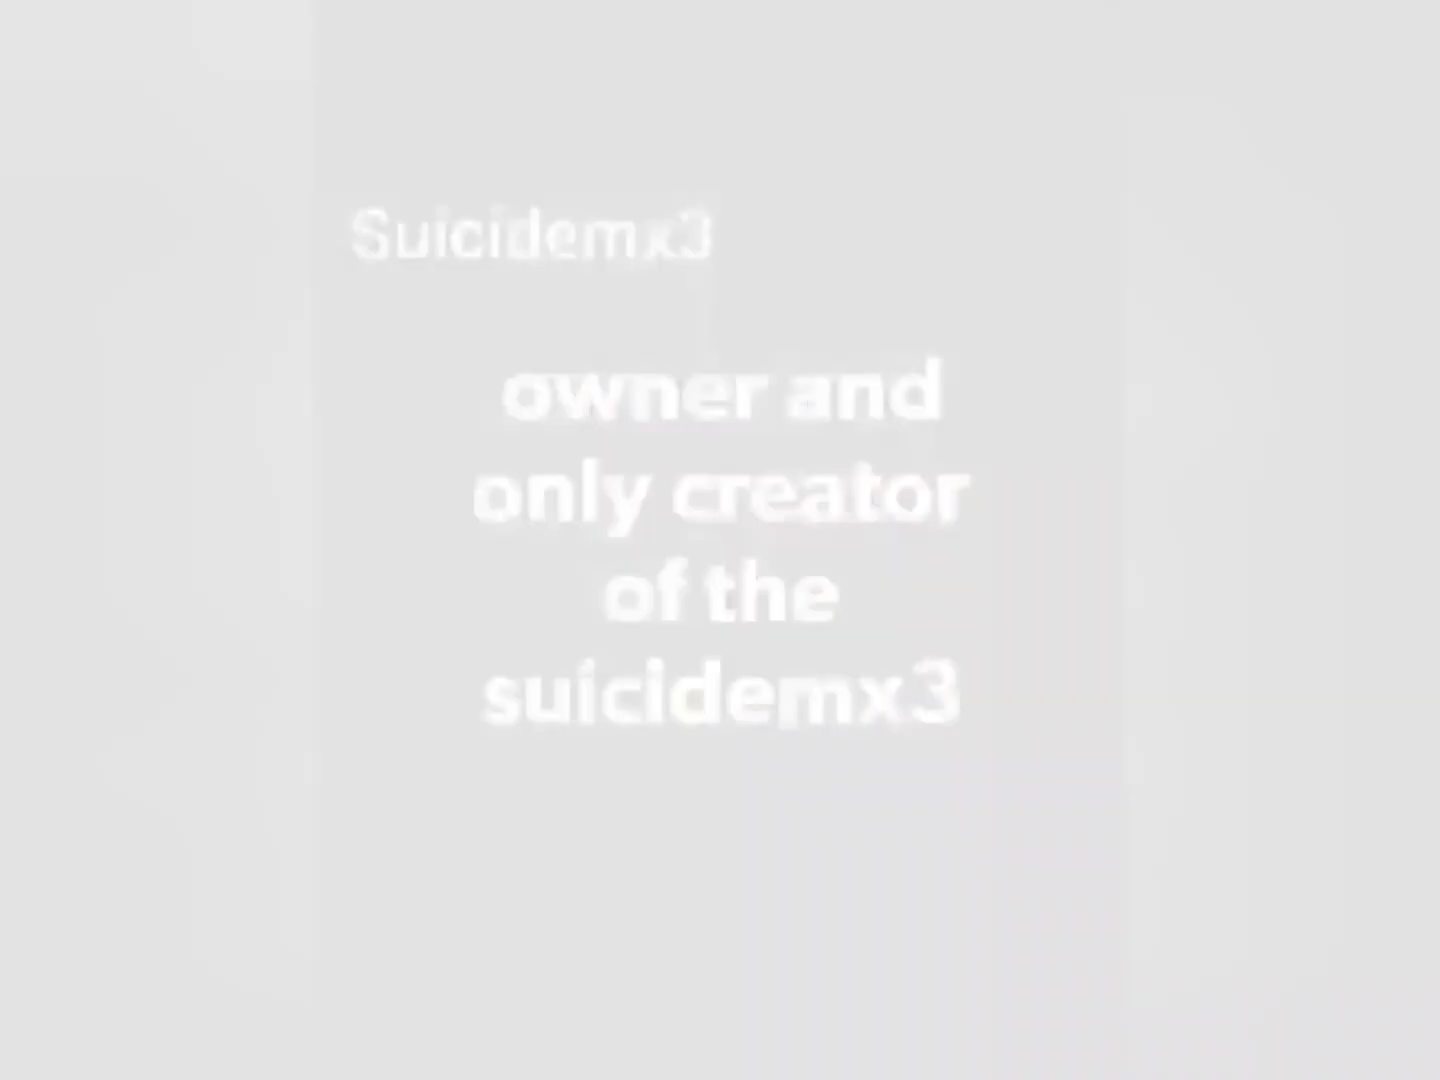 Suicidemx3
owner and
only creator
of the
suicidemx3